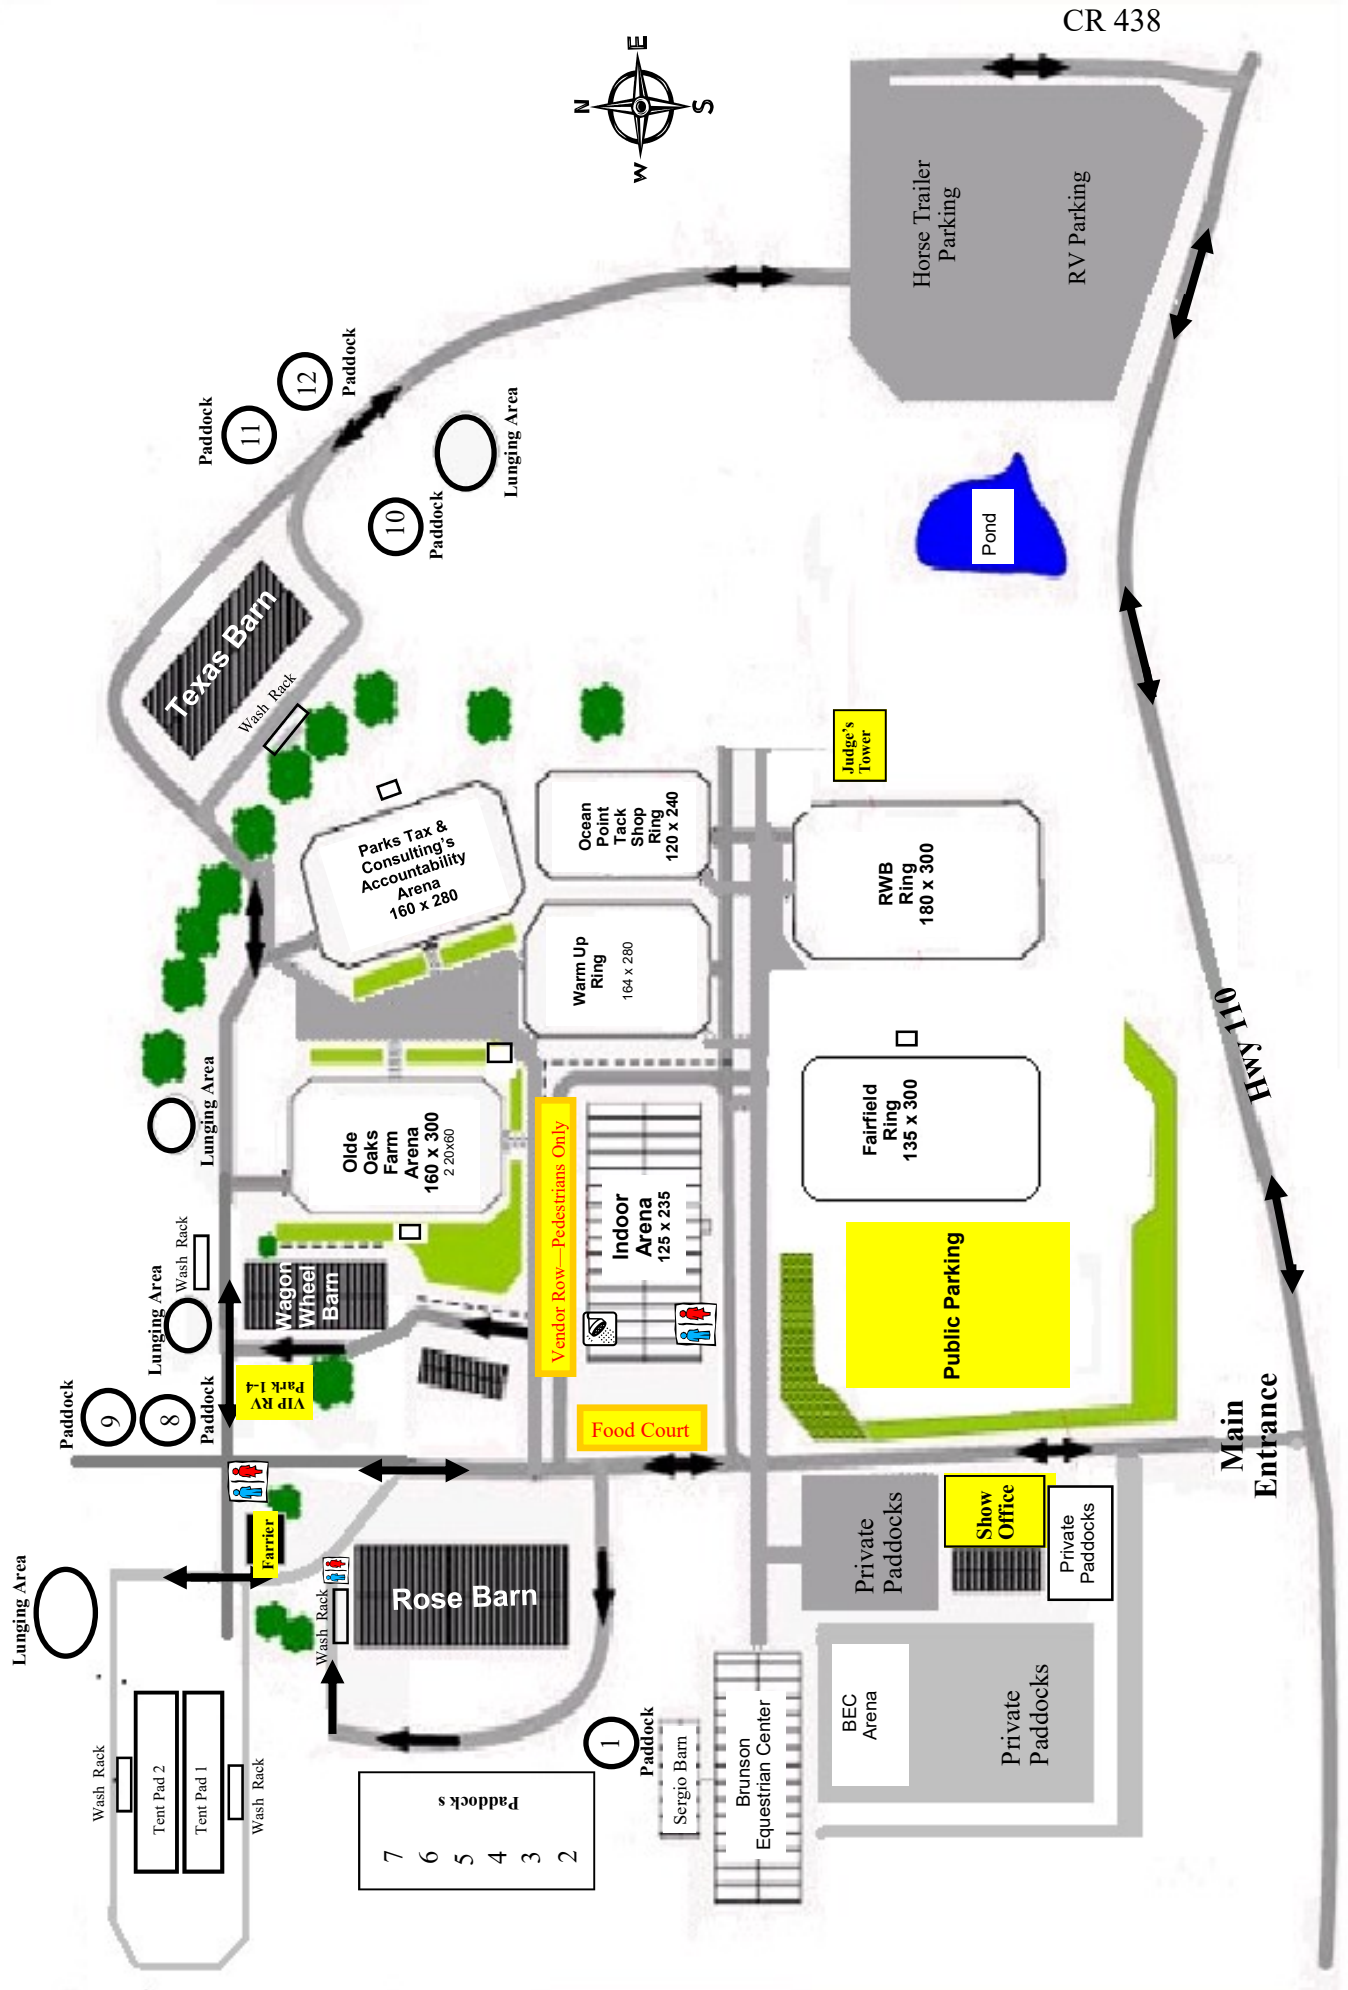 CR 438
N
E
S
W
Horse Trailer
Parking
RV Parking
Paddock
11
12
Paddock
Lunging Area
10
Paddock
Pond
Texas Barn
Wash Rack
Judge's
Tower
Parks Tax &
Consulting's
Accountability
Arena
160 x 280
Ocean
Point
Tack
Shop
Ring
120 x 240
RWB
Ring
180 x 300
Warm Up
Ring
164 x 280
Hwy 110
Lunging Area
Olde
Oaks
Farm
Arena
160 x 300
2 20x60
Fairfield
Ring
135 x 300
Vendor Row—Pedestrians Only
Indoor
Arena
125 x 235
Wash Rack
Lunging Area
Wagon
Wheel
Barn
Public Parking
VIP RV
Park 1-4
Paddock
9
8
Paddock
Food Court
Main
Entrance
Farrier
Lunging Area
Wash Rack
Rose Barn
Private
Paddocks
Show
Office
Private
Paddocks
Wash Rack
Tent Pad 2
Tent Pad 1
Wash Rack
Paddock s
7
6
5
4
3
2
1
Paddock
Sergio Barn
Brunson
Equestrian Center
BEC
Arena
Private
Paddocks